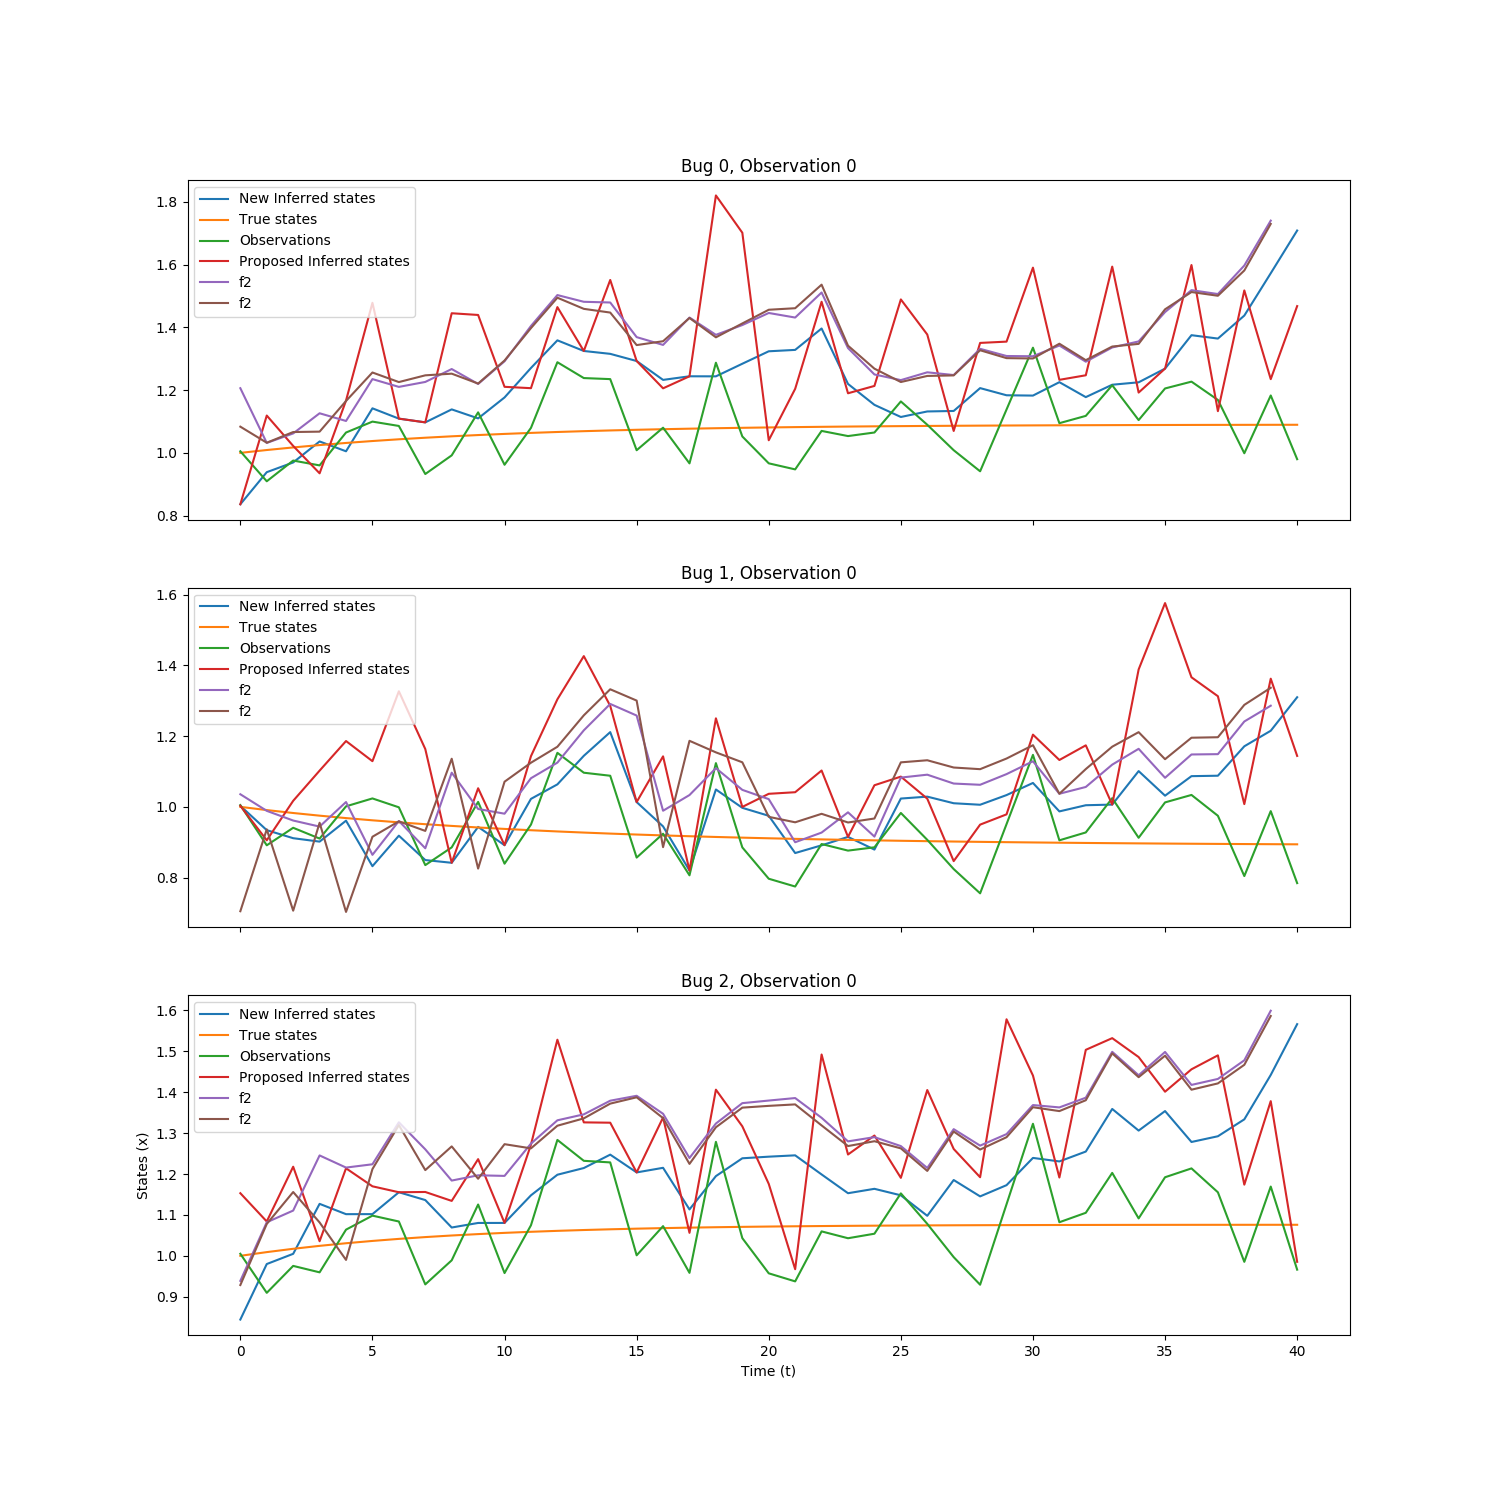 Bug 0, Observation 0
New Inferred states
True states
Observations
Proposed Inferred states
f2
f2
1.8
1.6
1.4
1.2
1.0
0.8
Bug 1, Observation 0
New Inferred states
True states
Observations
Proposed Inferred states
f2
f2
1.6
1.4
1.2
1.0
0.8
Bug 2, Observation 0
New Inferred states
True states
Observations
Proposed Inferred states
f2
f2
1.6
1.5
1.4
1.3
1.2
1.1
1.0
0.9
States (x)
0 5 10 15 20 25 30 35 40
Time (t)